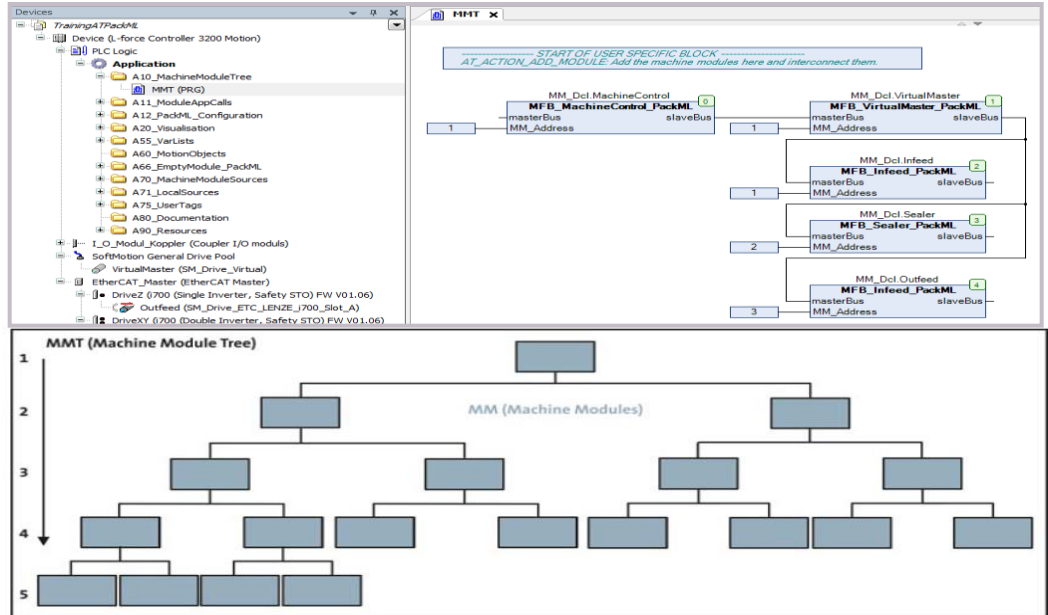 Devices
TrainingATPackML
Device (L-force Controller 3200 Motion)
PLC Logic
Application
A10_MachineModuleTree
MMT (PRG)
A11_ModuleAppCalls
A12_PackML_Configuration
A20_Visualisation
A55_VarLists
A60_MotionObjects
A66_EmptyModule_PackML
A70_MachineModuleSources
A71_LocalSources
A75_UserTags
A80_Documentation
A90_Resources
I_O_Modul_Koppler (Coupler I/O moduls)
SoftMotion General Drive Pool
VirtualMaster (SM_Drive_Virtual)
EtherCAT_Master (EtherCAT Master)
DriveZ (i700 (Single Inverter, Safety STO) FW V01.06)
Outfeed (SM_Drive_ETC_LENZE_i700_Slot_A)
DriveXY (i700 (Double Inverter, Safety STO) FW V01.06)
MMT
------------------ START OF USER SPECIFIC BLOCK ---------------------
AT_ACTION_ADD_MODULE: Add the machine modules here and interconnect them.
MM_Dcl.MachineControl
MFB_MachineControl_PackML 0
masterBus slaveBus
1 MM_Address
MM_Dcl.VirtualMaster
MFB_VirtualMaster_PackML 1
masterBus slaveBus
1 MM_Address
MM_Dcl.Infeed
MFB_Infeed_PackML 2
masterBus slaveBus
1 MM_Address
MM_Dcl.Sealer
MFB_Sealer_PackML 3
masterBus slaveBus
2 MM_Address
MM_Dcl.Outfeed
MFB_Infeed_PackML 4
masterBus slaveBus
3 MM_Address
MMT (Machine Module Tree)
1
2 MM (Machine Modules)
3
4
5